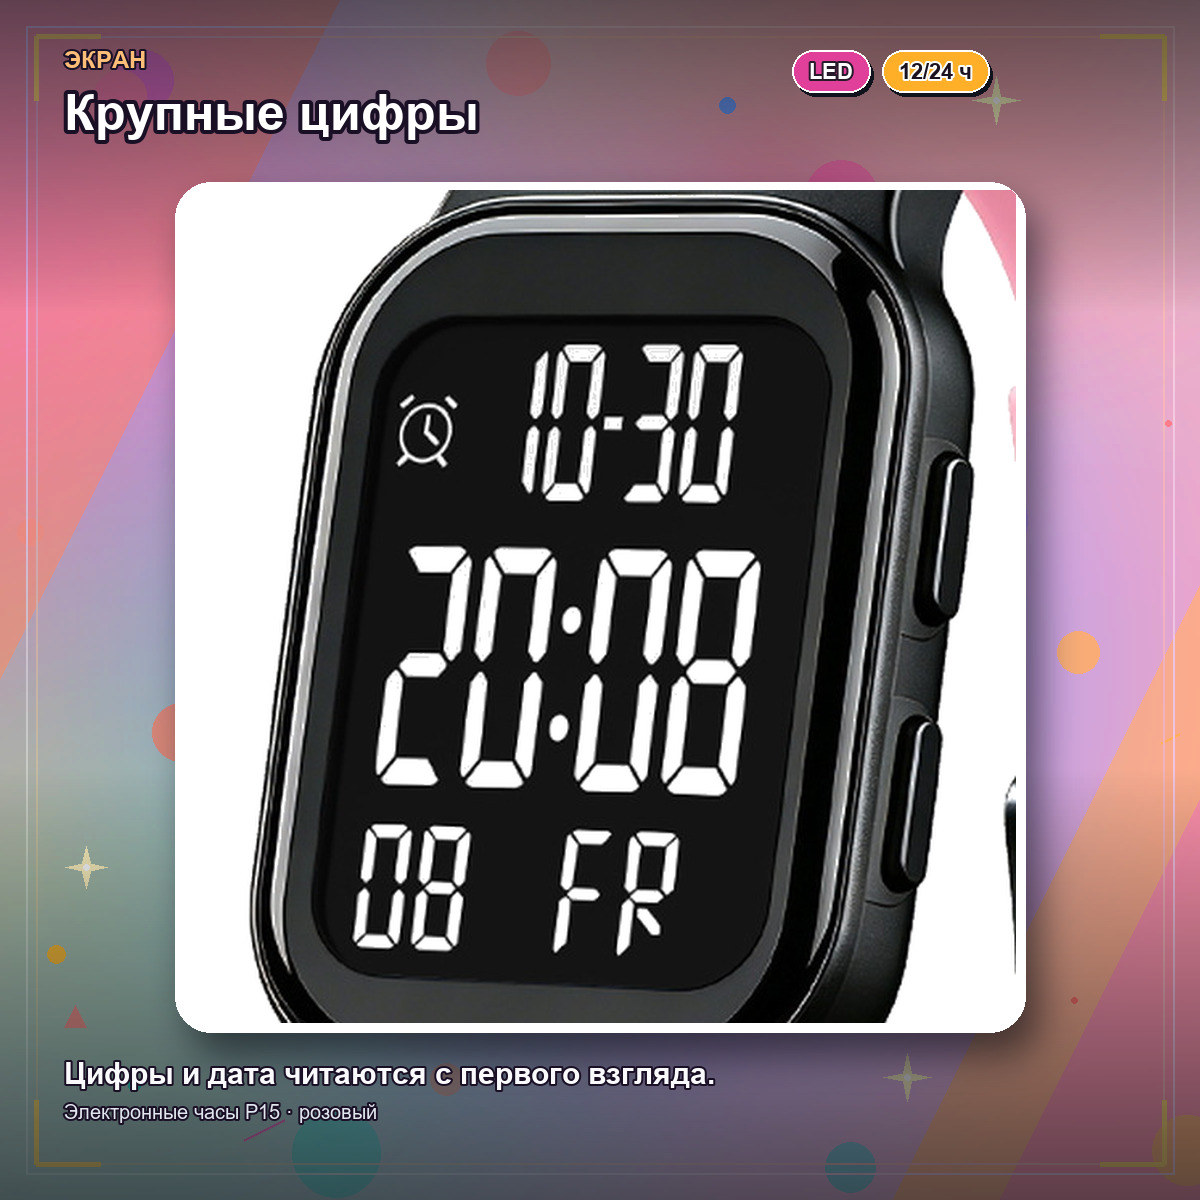 ЭКРАН
Крупные цифры
LED
12/24 ч
10-30
20:08
08 FR
Цифры и дата читаются с первого взгляда.
Электронные часы P15 · розовый